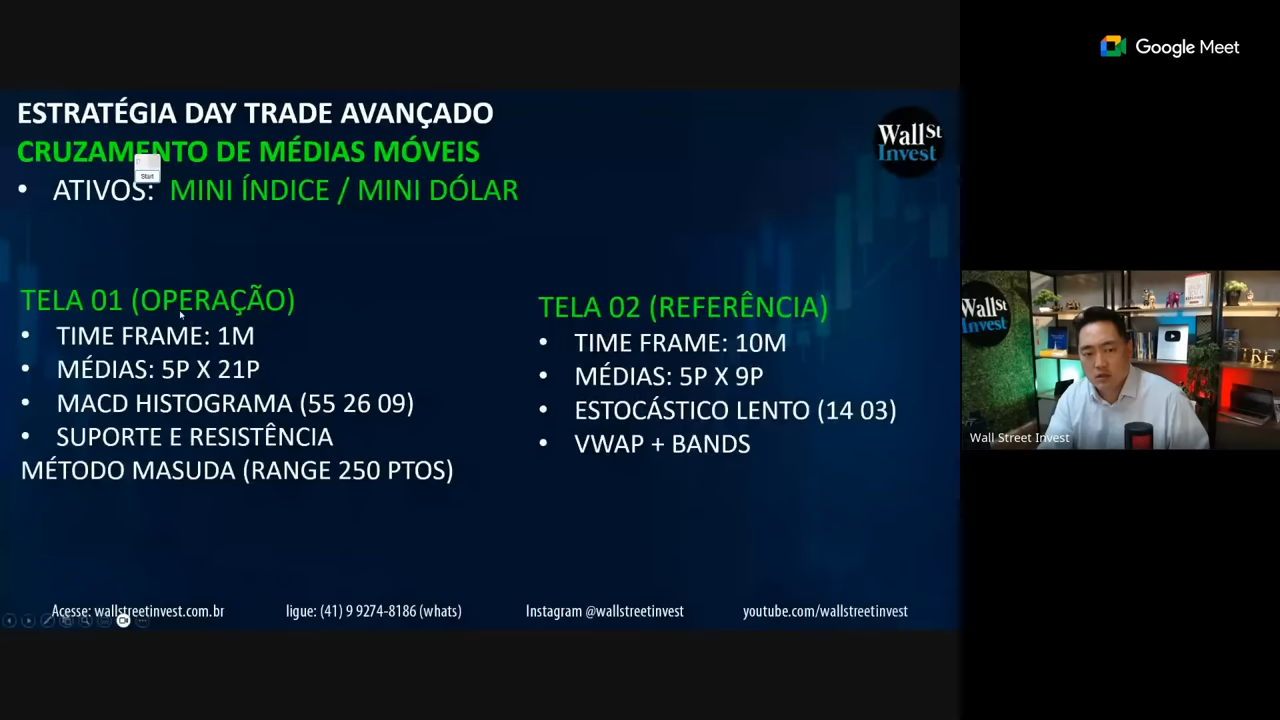 Google Meet
ESTRATÉGIA DAY TRADE AVANÇADO
CRUZAMENTO DE MÉDIAS MÓVEIS
Start
• ATIVOS: MINI ÍNDICE / MINI DÓLAR
Wall St
Invest
TELA 01 (OPERAÇÃO)
• TIME FRAME: 1M
• MÉDIAS: 5P X 21P
• MACD HISTOGRAMA (55 26 09)
• SUPORTE E RESISTÊNCIA
MÉTODO MASUDA (RANGE 250 PTOS)
TELA 02 (REFERÊNCIA)
• TIME FRAME: 10M
• MÉDIAS: 5P X 9P
• ESTOCÁSTICO LENTO (14 03)
• VWAP + BANDS
Wall St
Invest
Wall Street Invest
Acesse: wallstreetinvest.com.br
ligue: (41) 9 9274-8186 (whats)
Instagram @wallstreetinvest
youtube.com/wallstreetinvest